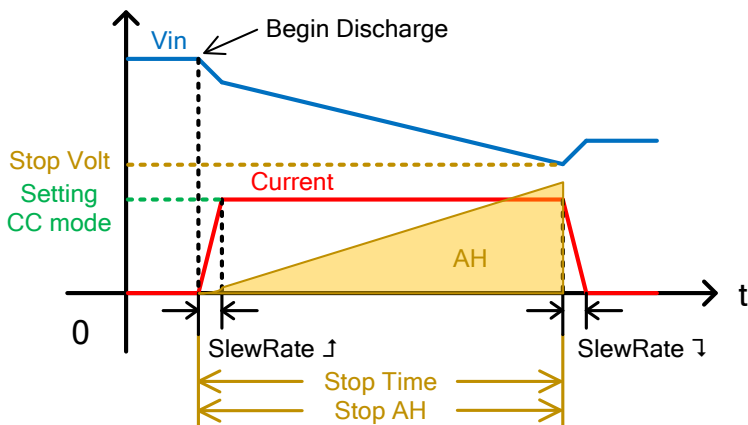 Vin
Begin Discharge
Stop Volt
Setting
CC mode
Current
AH
0
t
SlewRate
SlewRate
Stop Time
Stop AH